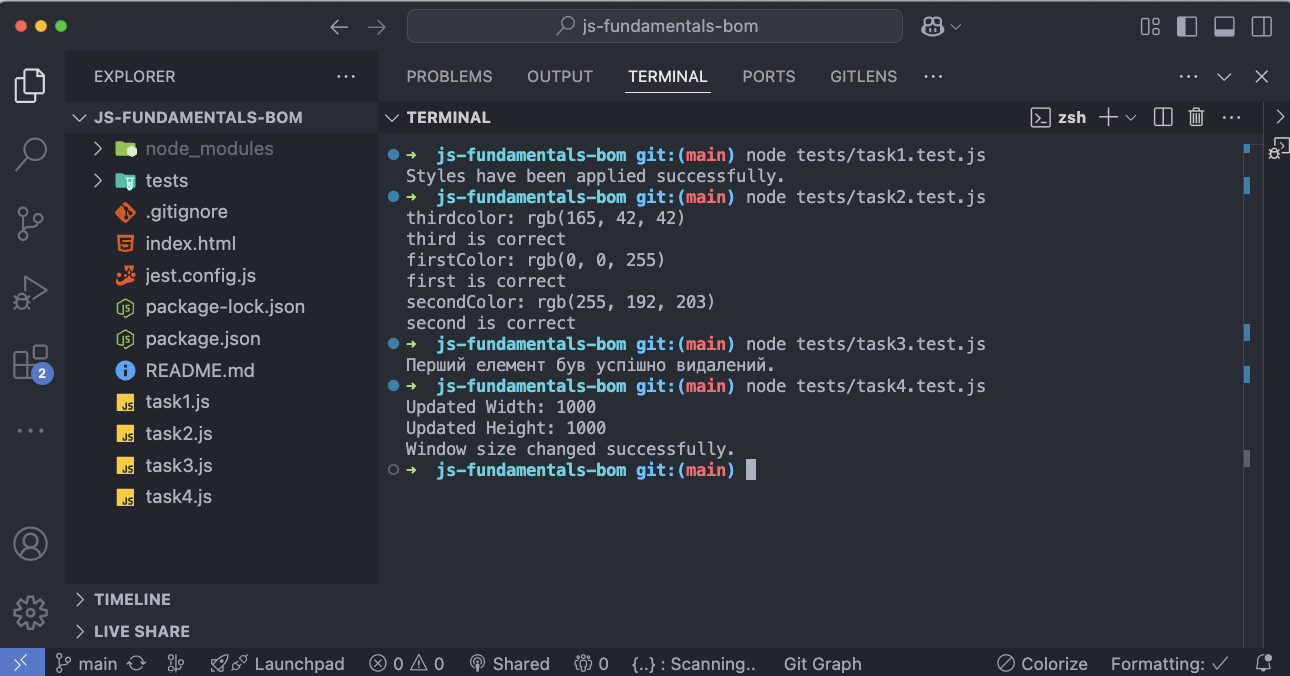 js-fundamentals-bom
EXPLORER
JS-FUNDAMENTALS-BOM
node_modules
tests
.gitignore
index.html
jest.config.js
package-lock.json
package.json
README.md
task1.js
task2.js
task3.js
task4.js
TIMELINE
LIVE SHARE
2
PROBLEMS OUTPUT TERMINAL PORTS GITLENS
TERMINAL zsh
➜ js-fundamentals-bom git:(main) node tests/task1.test.js
Styles have been applied successfully.
➜ js-fundamentals-bom git:(main) node tests/task2.test.js
thirdcolor: rgb(165, 42, 42)
third is correct
firstColor: rgb(0, 0, 255)
first is correct
secondColor: rgb(255, 192, 203)
second is correct
➜ js-fundamentals-bom git:(main) node tests/task3.test.js
Перший елемент був успішно видалений.
➜ js-fundamentals-bom git:(main) node tests/task4.test.js
Updated Width: 1000
Updated Height: 1000
Window size changed successfully.
➜ js-fundamentals-bom git:(main)
main Launchpad 0 0 Shared 0 {..} : Scanning.. Git Graph Colorize Formatting: ✓